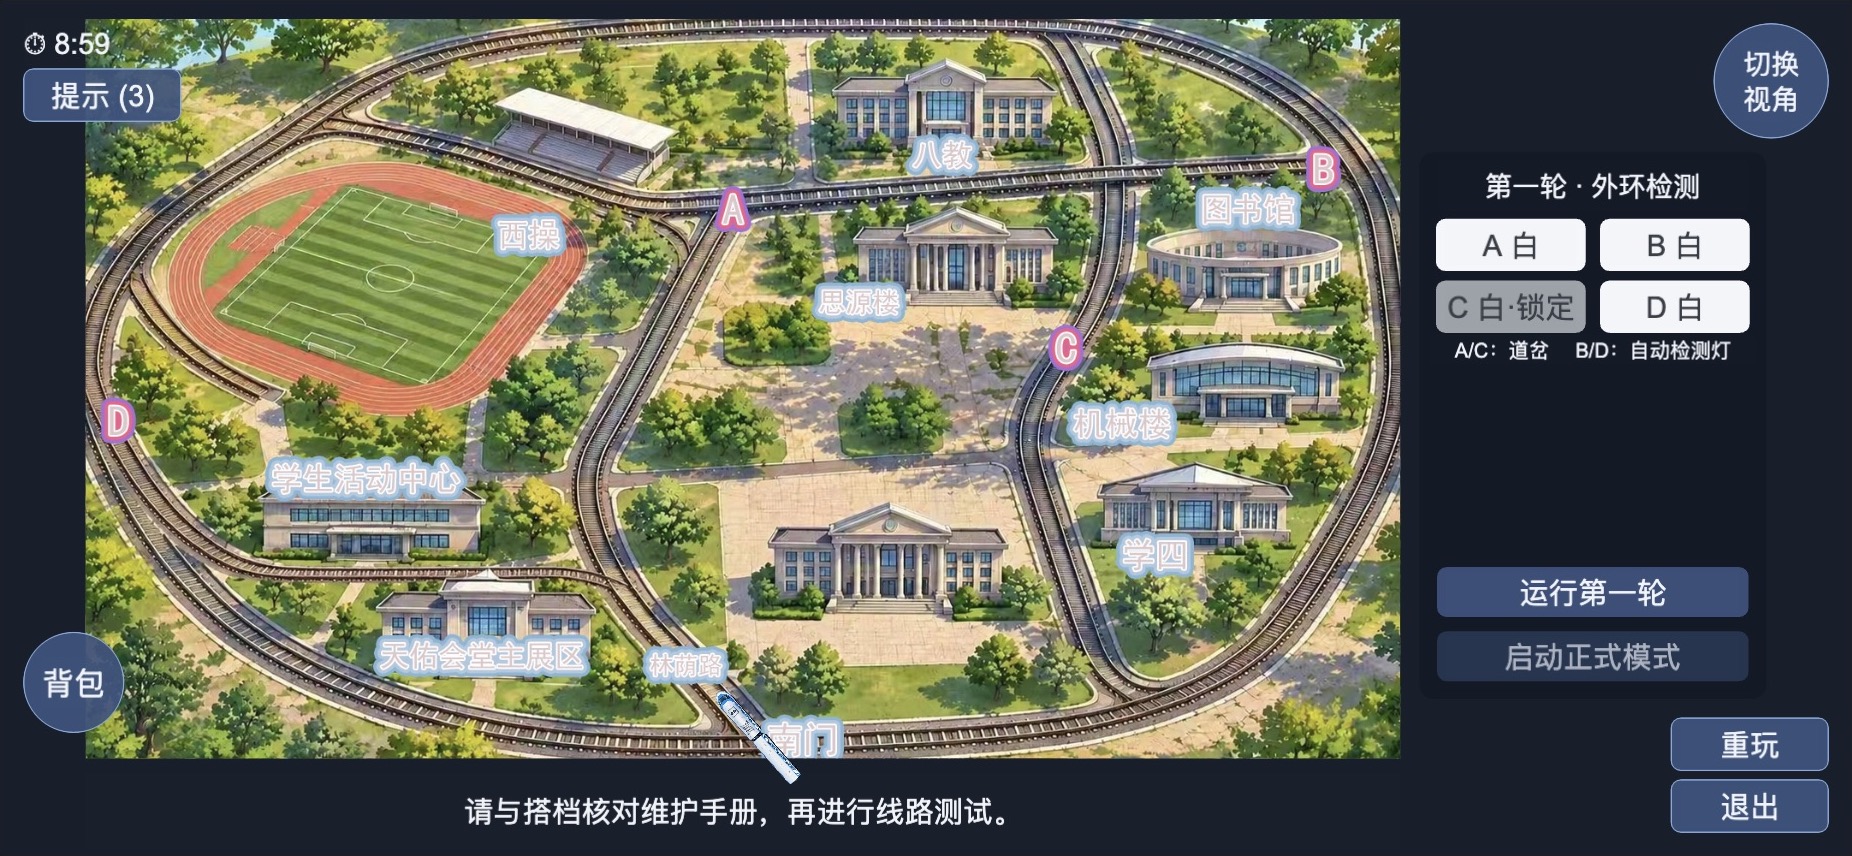 8:59
提示 (3)
切换
视角
八教
A
B
西操
图书馆
思源楼
C
机械楼
D
学生活动中心
学四
天佑会堂主展区
林荫路
南门
背包
第一轮 · 外环检测
A 白
B 白
C 白·锁定
D 白
A/C：道岔 B/D：自动检测灯
运行第一轮
启动正式模式
重玩
退出
请与搭档核对维护手册，再进行线路测试。